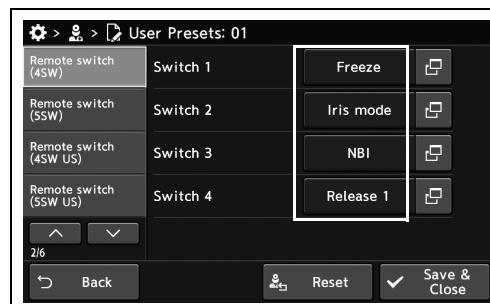 > > User Presets: 01
Remote switch
(4SW)
Switch 1
Freeze
Remote switch
(5SW)
Switch 2
Iris mode
Remote switch
(4SW US)
Switch 3
NBI
Remote switch
(5SW US)
Switch 4
Release 1
2/6
Back
Reset
Save &
Close